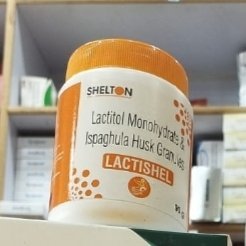 SHELTON
Lactitol Monohydrate &
Ispaghula Husk Granules
LACTISHEL